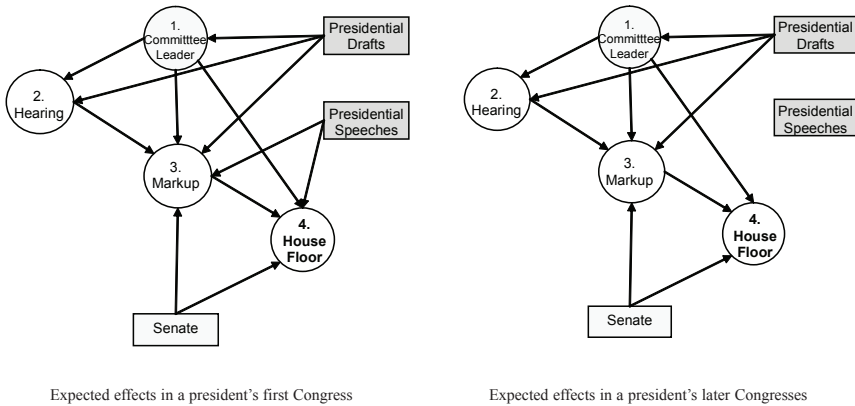 1.
Committtee
Leader
Presidential
Drafts
2.
Hearing
Presidential
Speeches
3.
Markup
4.
House
Floor
Senate
Expected effects in a president's first Congress
1.
Committtee
Leader
Presidential
Drafts
2.
Hearing
Presidential
Speeches
3.
Markup
4.
House
Floor
Senate
Expected effects in a president's later Congresses